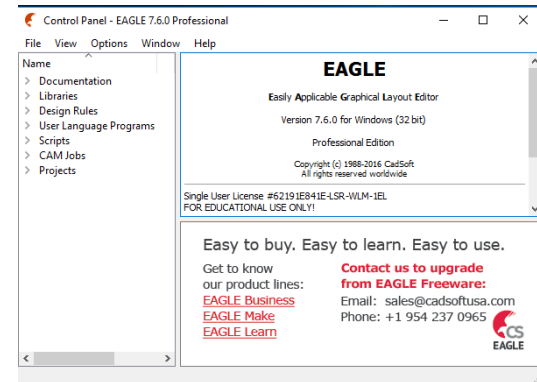 Control Panel - EAGLE 7.6.0 Professional
File View Options Window Help
Name
Documentation
Libraries
Design Rules
User Language Programs
Scripts
CAM Jobs
Projects
EAGLE
Easily Applicable Graphical Layout Editor
Version 7.6.0 for Windows (32 bit)
Professional Edition
Copyright (c) 1988-2016 CadSoft
All rights reserved worldwide
Single User License #62191E841E-LSR-WLM-1EL
FOR EDUCATIONAL USE ONLY!
Easy to buy. Easy to learn. Easy to use.
Get to know
our product lines:
EAGLE Business
EAGLE Make
EAGLE Learn
Contact us to upgrade
from EAGLE Freeware:
Email: sales@cadsoftusa.com
Phone: +1 954 237 0965
CS
EAGLE